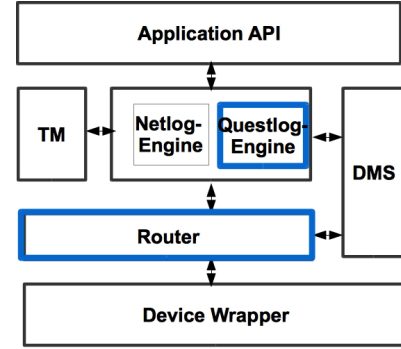 Application API
TM
Netlog-
Engine
Questlog-
Engine
DMS
Router
Device Wrapper